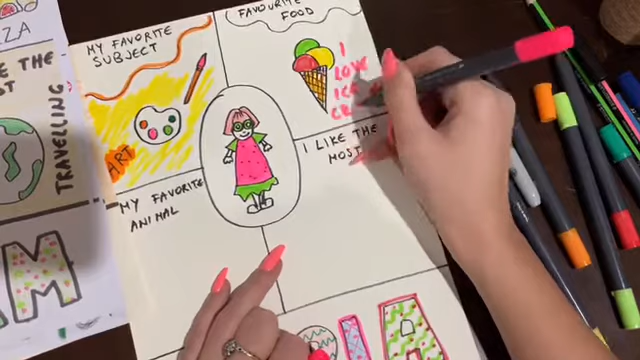 ZA
MY FAVORITE
SUBJECT
ART
FAVOURITE
FOOD
I
LOVE
ICE
CR
E THE
ST
TRAVELLING
I LIKE THE
MOST
MY FAVORITE
ANIMAL
AM
A